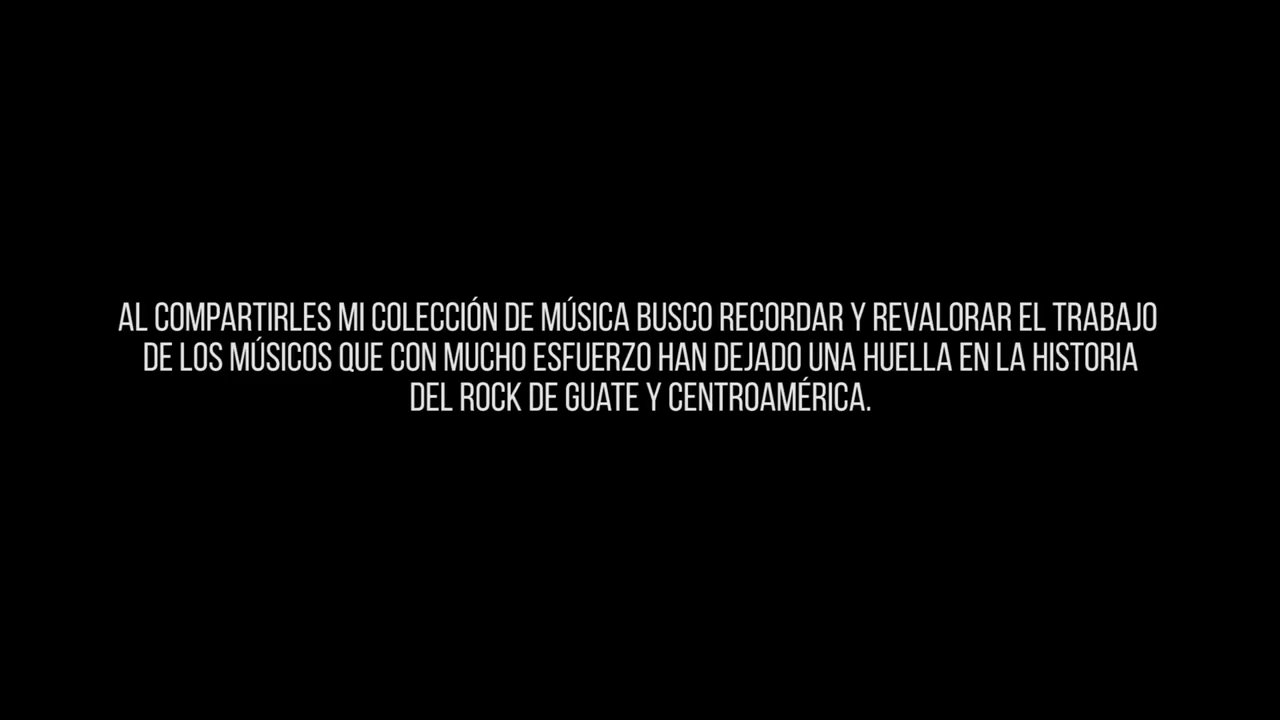 AL COMPARTIRLES MI COLECCIÓN DE MÚSICA BUSCO RECORDAR Y REVALORAR EL TRABAJO
DE LOS MÚSICOS QUE CON MUCHO ESFUERZO HAN DEJADO UNA HUELLA EN LA HISTORIA
DEL ROCK DE GUATE Y CENTROAMÉRICA.